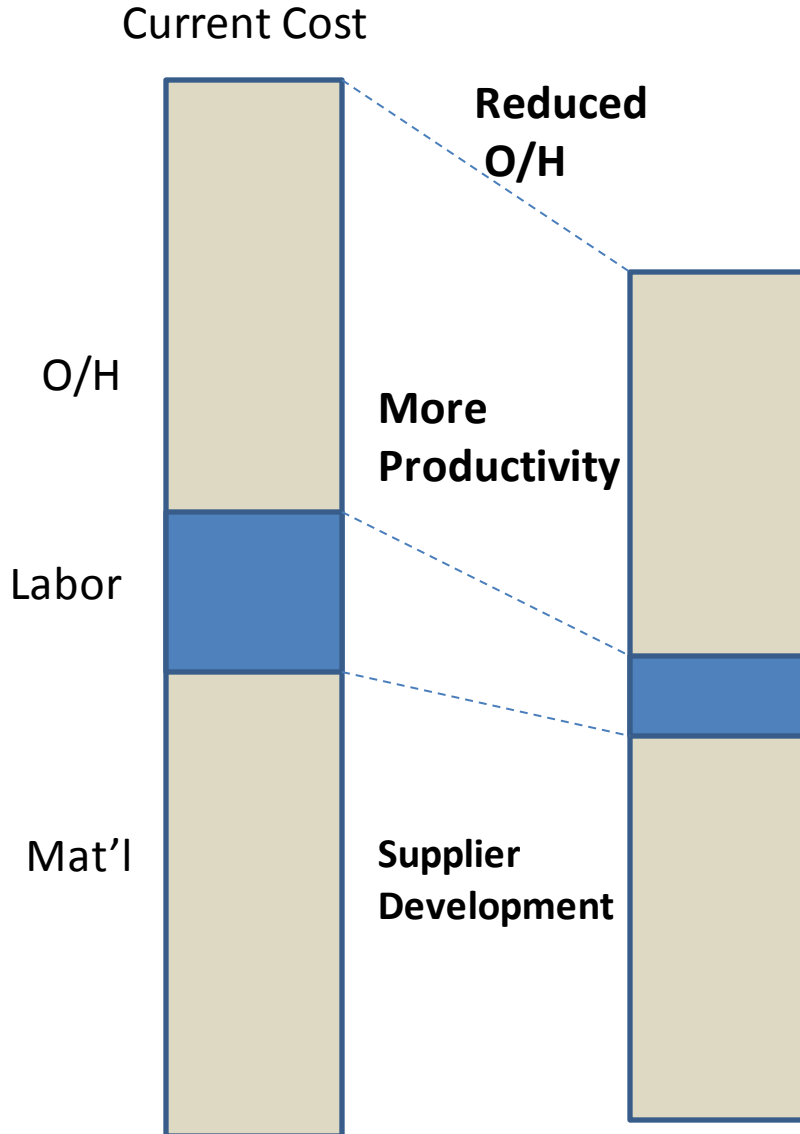 Current Cost
Reduced
O/H
O/H
More
Productivity
Labor
Mat’l
Supplier
Development